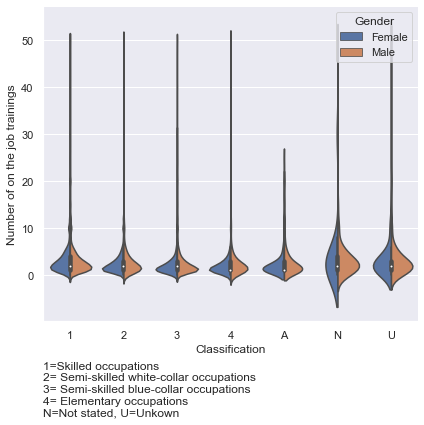 Gender
Female
Male
Number of on the job trainings
50
40
30
20
10
0
1 2 3 4 A N U
Classification
1=Skilled occupations
2= Semi-skilled white-collar occupations
3= Semi-skilled blue-collar occupations
4= Elementary occupations
N=Not stated, U=Unkown